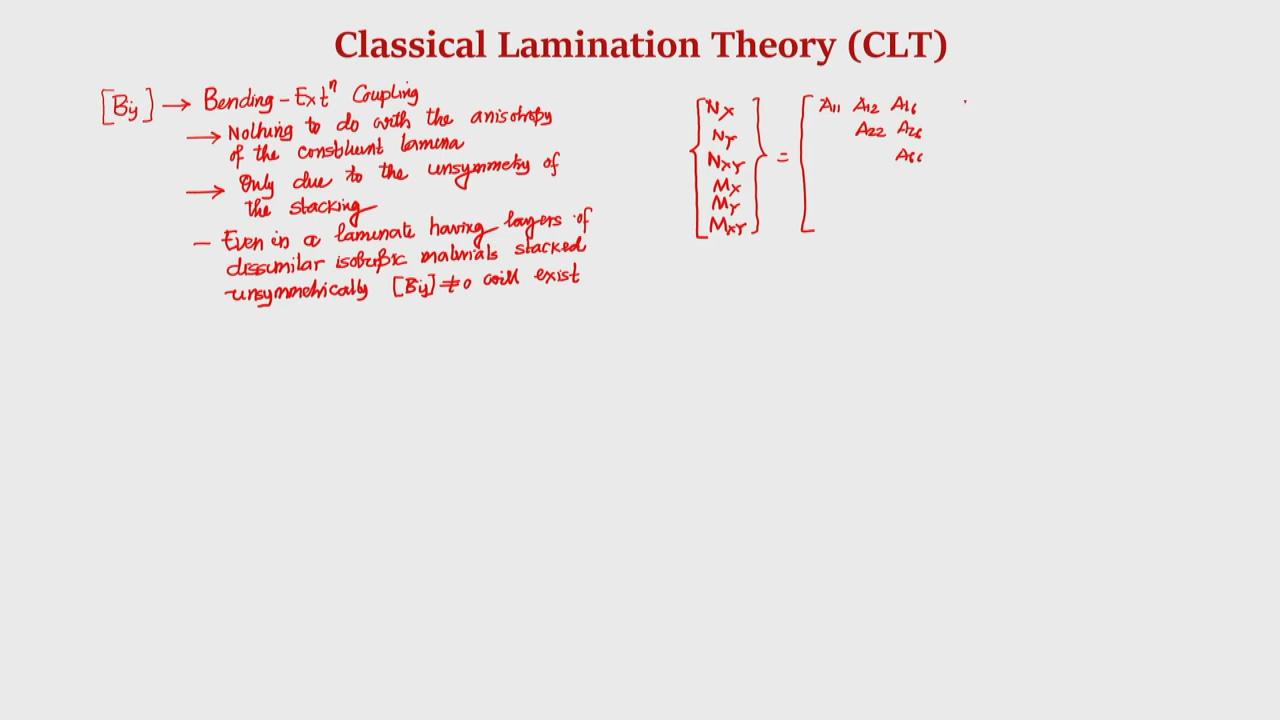 Classical Lamination Theory (CLT)
[Bij] → Bending - Extⁿ Coupling
→ Nothing to do with the anisotropy
of the constituent lamina
→ Only due to the unsymmetry of
the stacking
- Even in a laminate having layers of
dissimilar isotropic materials stacked
unsymmetrically [Bij] ≠ 0 will exist
Nx
Ny
Nxy
Mx
My
Mxy
=
A11 A12 A16
A22 A26
A66